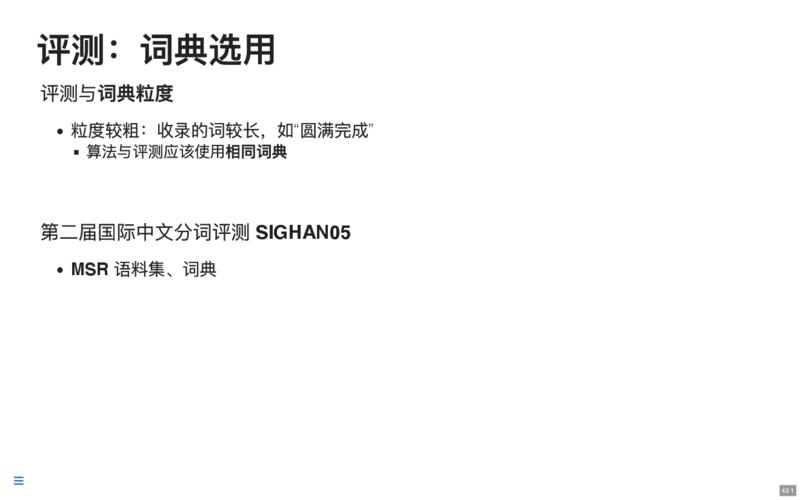 评测：词典选用
评测与词典粒度
粒度较粗：收录的词较长，如“圆满完成”
算法与评测应该使用相同词典
第二届国际中文分词评测 SIGHAN05
MSR 语料集、词典
43.1